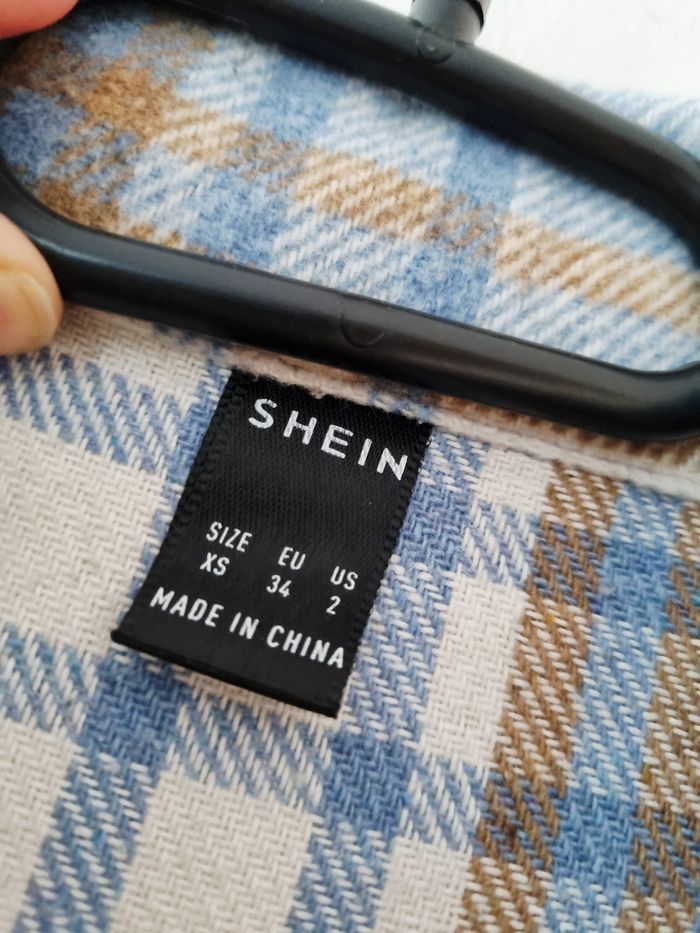 SHEIN
SIZE EU US
XS 34 2
MADE IN CHINA